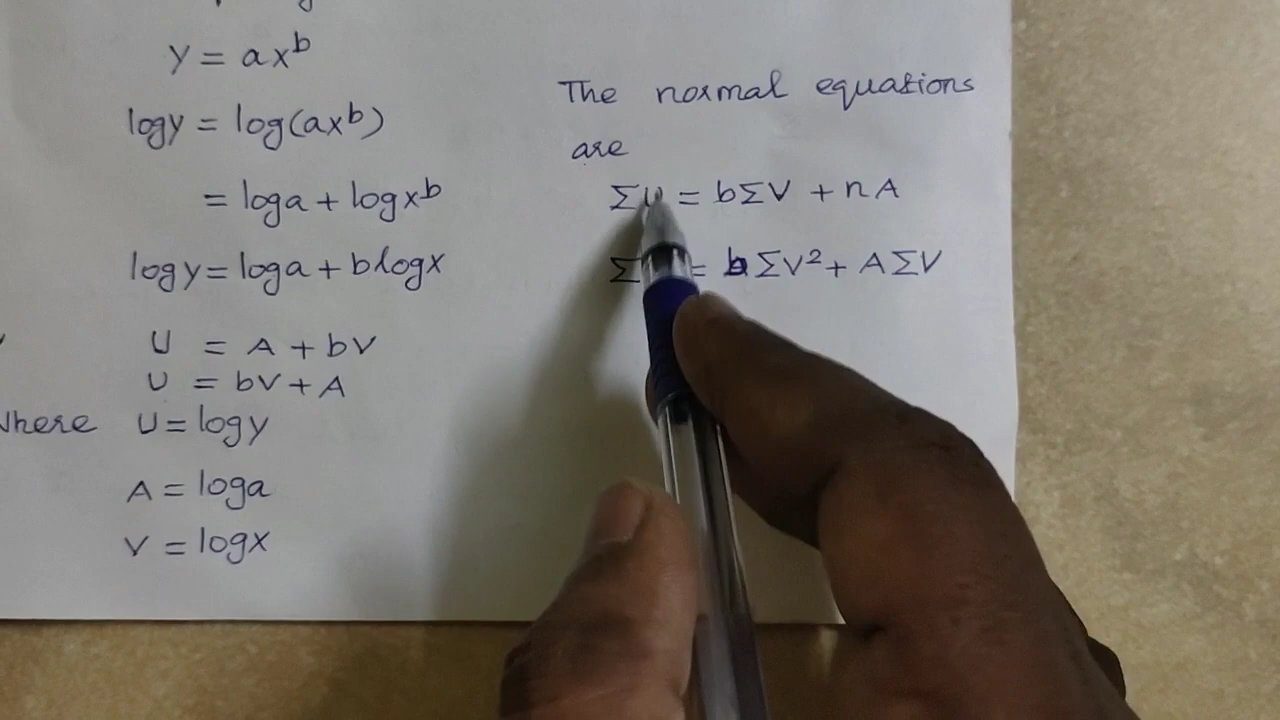 y = ax^b
logy = log(ax^b)
= loga + logx^b
logy = loga + blogx
U = A + bV
U = bV + A
Where U = logy
A = loga
V = logx
The normal equations
are
ΣU = bΣV + nA
Σ = bΣV² + AΣV